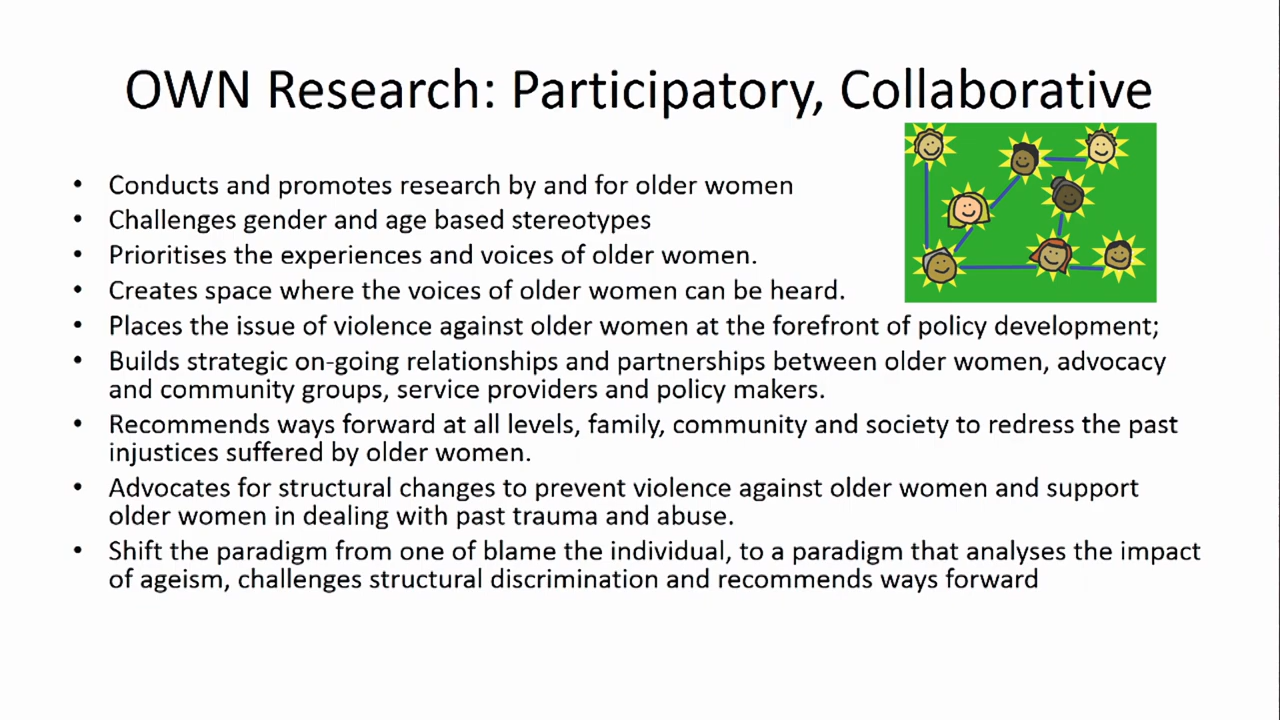 OWN Research: Participatory, Collaborative
• Conducts and promotes research by and for older women
• Challenges gender and age based stereotypes
• Prioritises the experiences and voices of older women.
• Creates space where the voices of older women can be heard.
• Places the issue of violence against older women at the forefront of policy development;
• Builds strategic on-going relationships and partnerships between older women, advocacy
and community groups, service providers and policy makers.
• Recommends ways forward at all levels, family, community and society to redress the past
injustices suffered by older women.
• Advocates for structural changes to prevent violence against older women and support
older women in dealing with past trauma and abuse.
• Shift the paradigm from one of blame the individual, to a paradigm that analyses the impact
of ageism, challenges structural discrimination and recommends ways forward